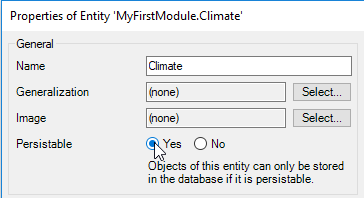 Properties of Entity 'MyFirstModule.Climate'
General
Name Climate
Generalization (none) Select...
Image (none) Select...
Persistable Yes No
Objects of this entity can only be stored
in the database if it is persistable.